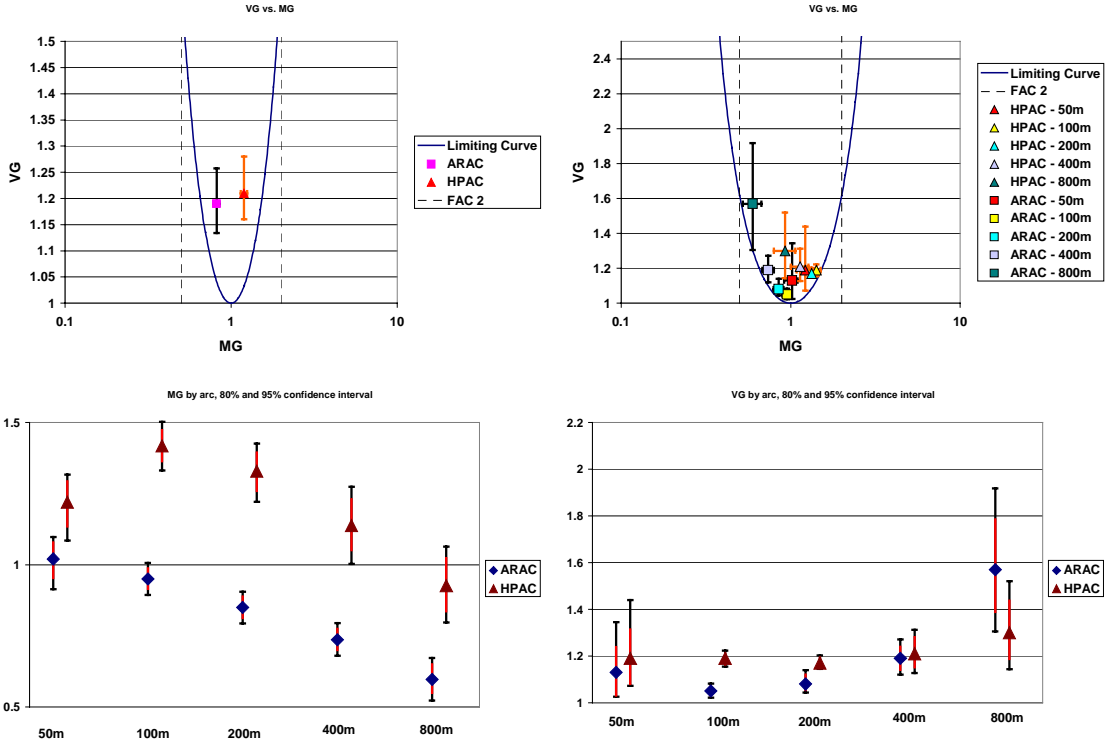 VG vs. MG
1.5
1.45
1.4
1.35
1.3
1.25
1.2
1.15
1.1
1.05
1
VG
0.1
1
10
MG
Limiting Curve
ARAC
HPAC
FAC 2
VG vs. MG
2.4
2.2
2
1.8
1.6
1.4
1.2
1
VG
0.1
1
10
MG
Limiting Curve
FAC 2
HPAC - 50m
HPAC - 100m
HPAC - 200m
HPAC - 400m
HPAC - 800m
ARAC - 50m
ARAC - 100m
ARAC - 200m
ARAC - 400m
ARAC - 800m
MG by arc, 80% and 95% confidence interval
1.5
1
0.5
50m
100m
200m
400m
800m
ARAC
HPAC
VG by arc, 80% and 95% confidence interval
2.2
2
1.8
1.6
1.4
1.2
1
50m
100m
200m
400m
800m
ARAC
HPAC